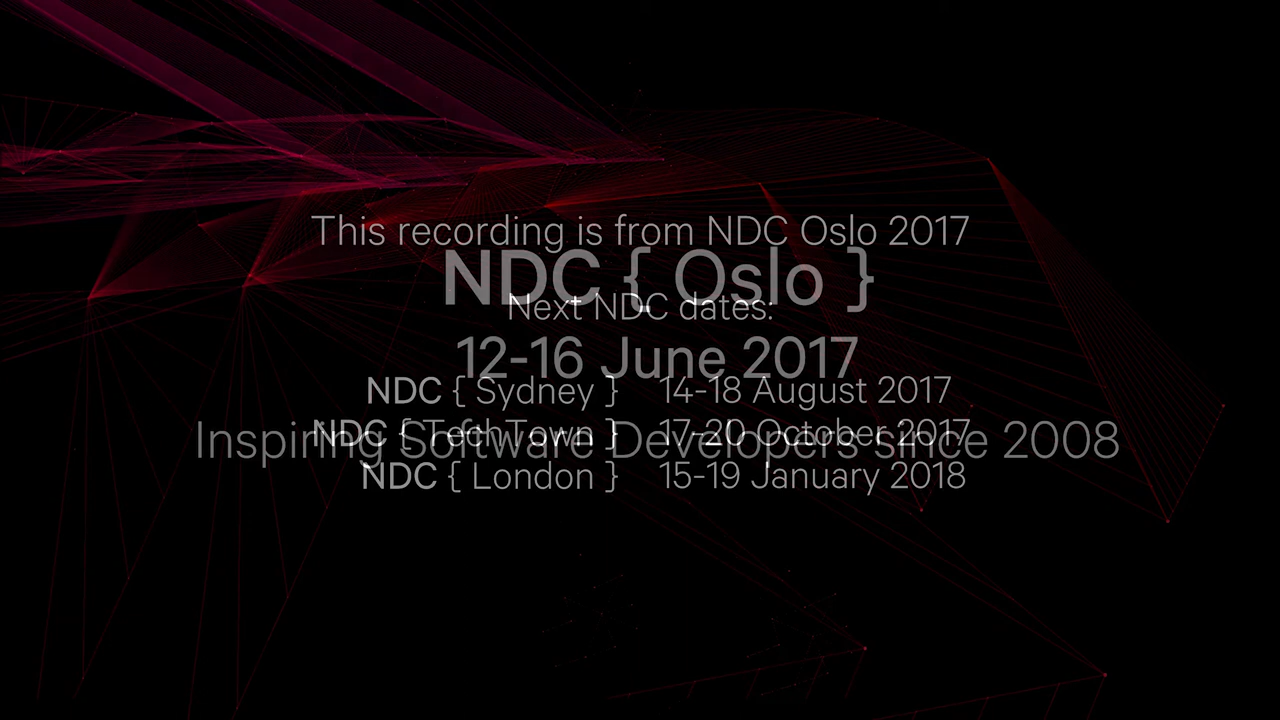 This recording is from NDC Oslo 2017
NDC { Oslo }
Next NDC dates:
12-16 June 2017
NDC { Sydney } 14-18 August 2017
NDC { TechTown } 17-20 October 2017
Inspiring Software Developers since 2008
NDC { London } 15-19 January 2018